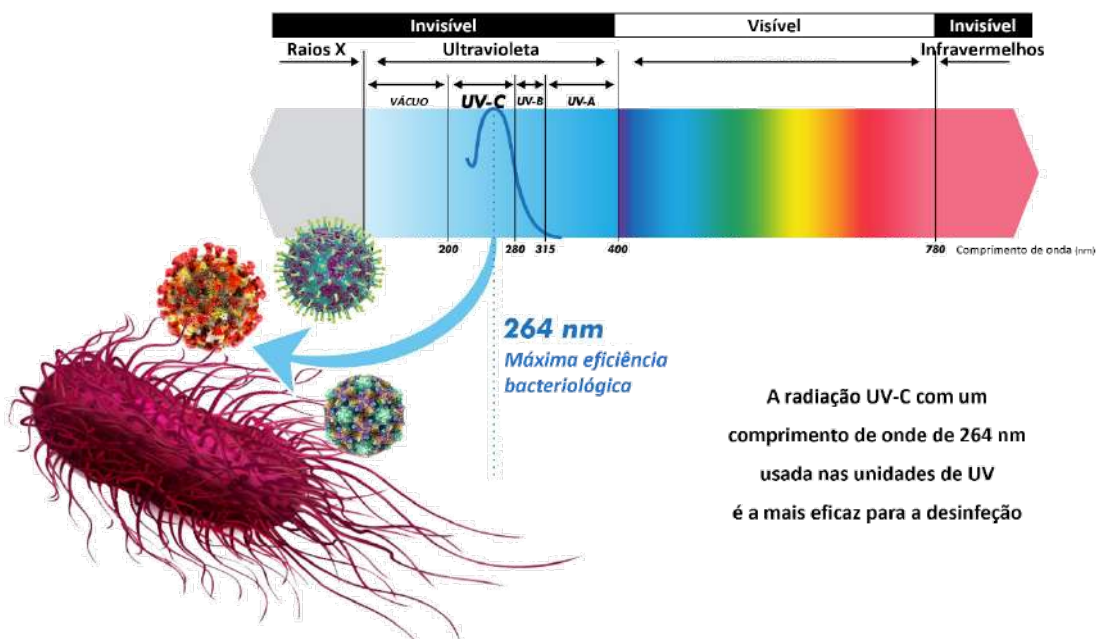 Invisível
Visível
Invisível
Raios X
Ultravioleta
Infravermelhos
VÁCUO
UV-C
UV-B
UV-A
200
280
315
400
780
Comprimento de onda (nm)
264 nm
Máxima eficiência
bacteriológica
A radiação UV-C com um
comprimento de onde de 264 nm
usada nas unidades de UV
é a mais eficaz para a desinfeção